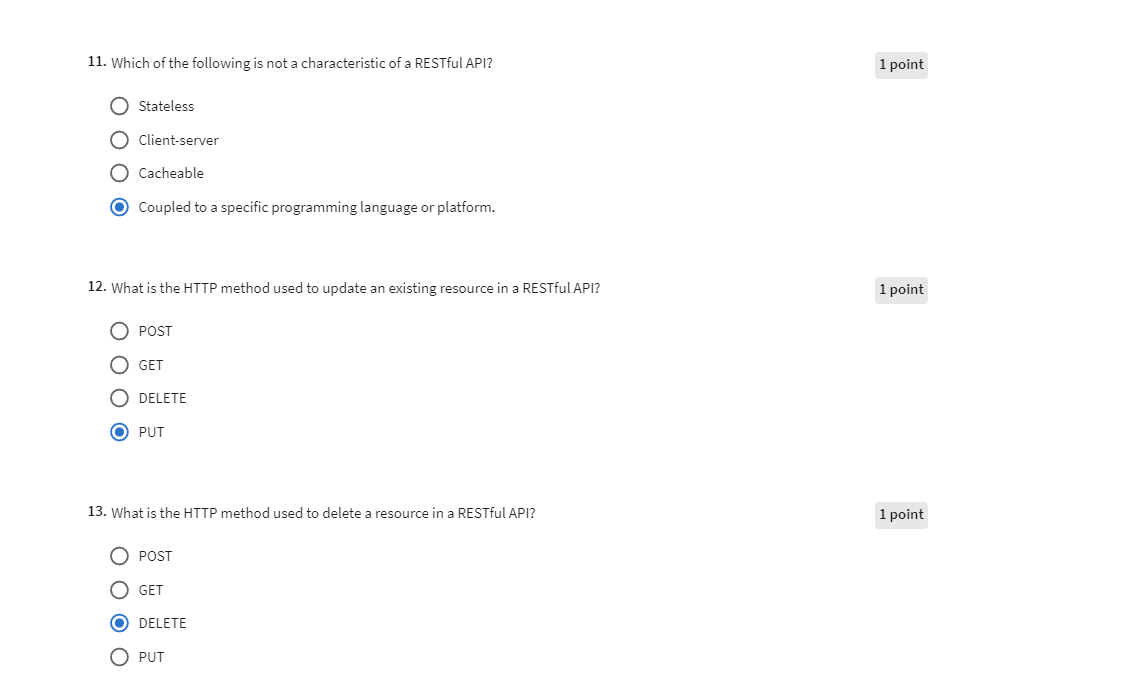 11. Which of the following is not a characteristic of a RESTful API? 1 point
Stateless
Client-server
Cacheable
Coupled to a specific programming language or platform.
12. What is the HTTP method used to update an existing resource in a RESTful API? 1 point
POST
GET
DELETE
PUT
13. What is the HTTP method used to delete a resource in a RESTful API? 1 point
POST
GET
DELETE
PUT